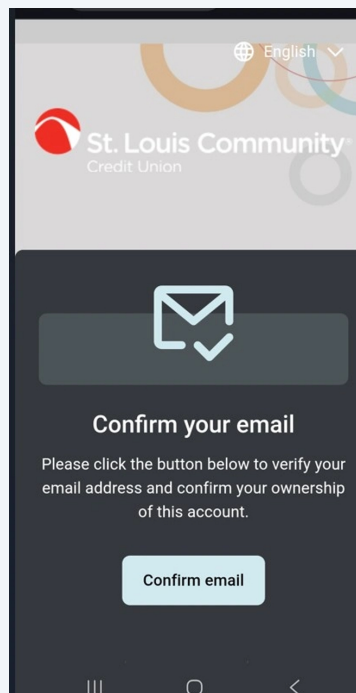 English
St. Louis Community
Credit Union
Confirm your email
Please click the button below to verify your
email address and confirm your ownership
of this account.
Confirm email